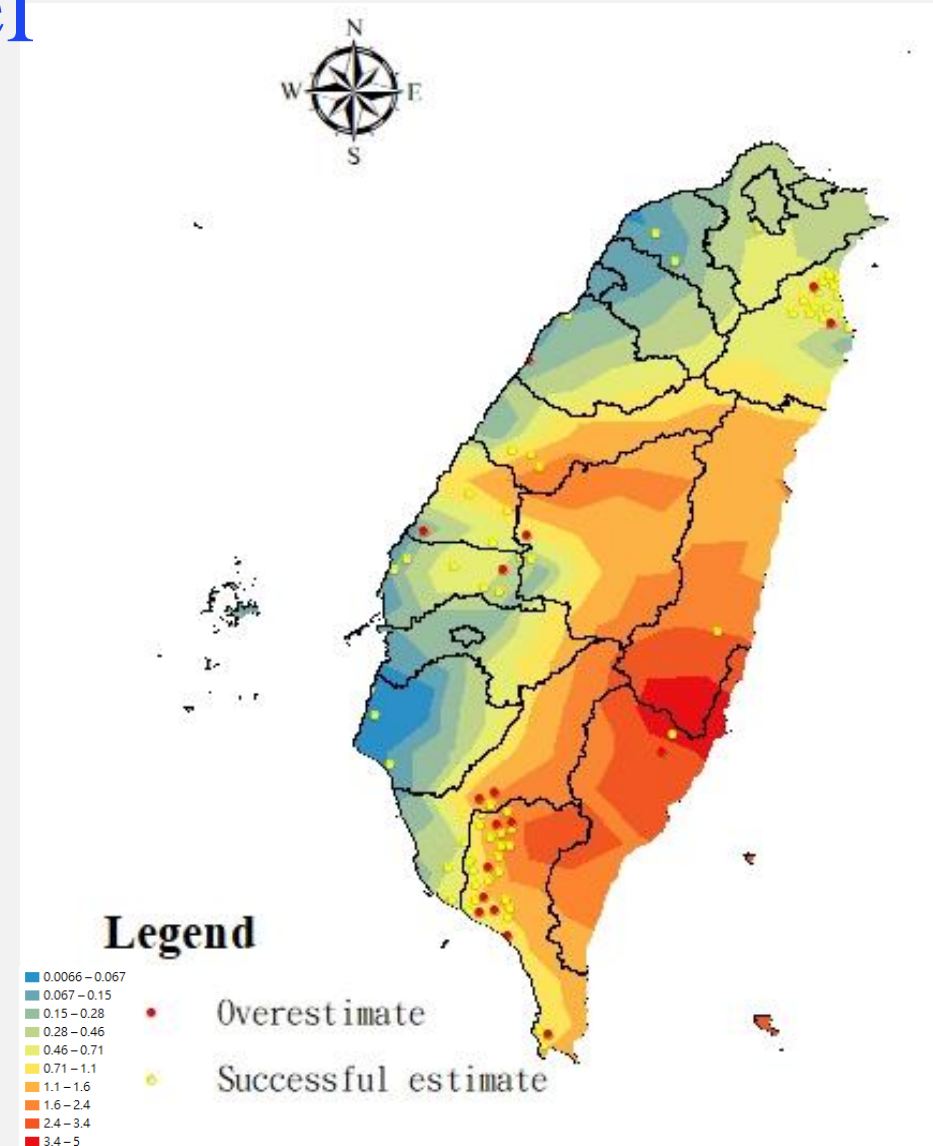 el
N
W E
S
Legend
0.0066 – 0.067
0.067 – 0.15
0.15 – 0.28
0.28 – 0.46
0.46 – 0.71
0.71 – 1.1
1.1 – 1.6
1.6 – 2.4
2.4 – 3.4
3.4 – 5
Overestimate
Successful estimate